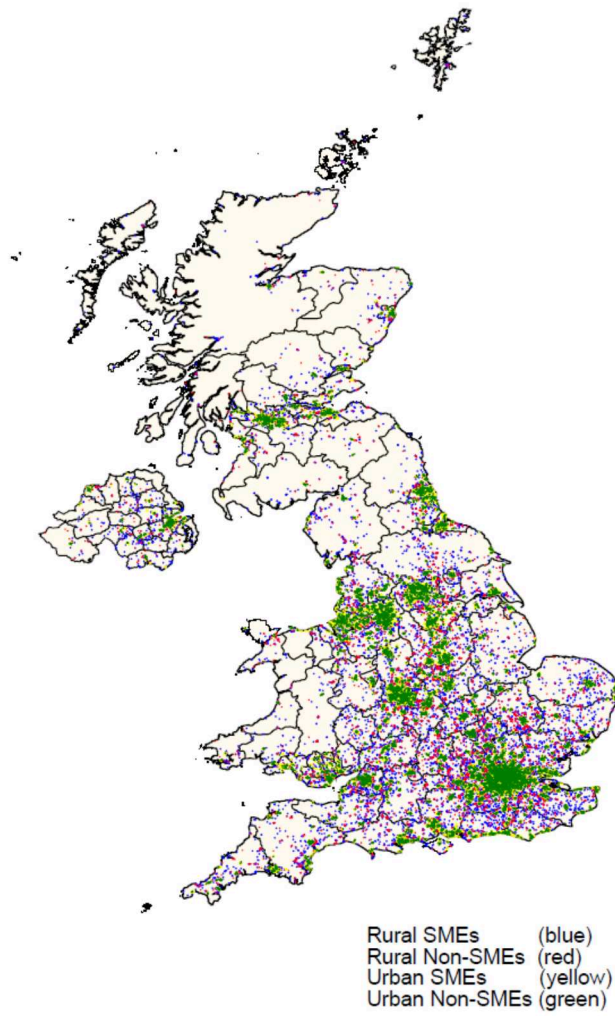 Rural SMEs (blue)
Rural Non-SMEs (red)
Urban SMEs (yellow)
Urban Non-SMEs (green)